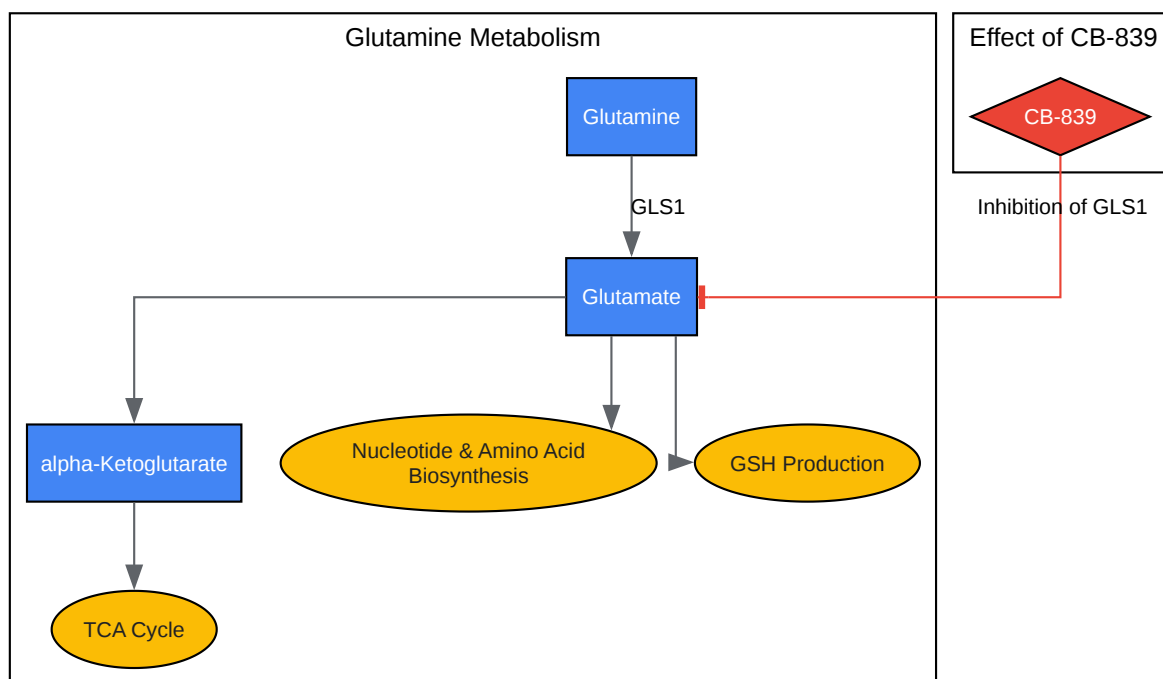 Glutamine Metabolism
Effect of CB-839
Glutamine
CB-839
GLS1
Inhibition of GLS1
Glutamate
alpha-Ketoglutarate
Nucleotide & Amino Acid
Biosynthesis
GSH Production
TCA Cycle